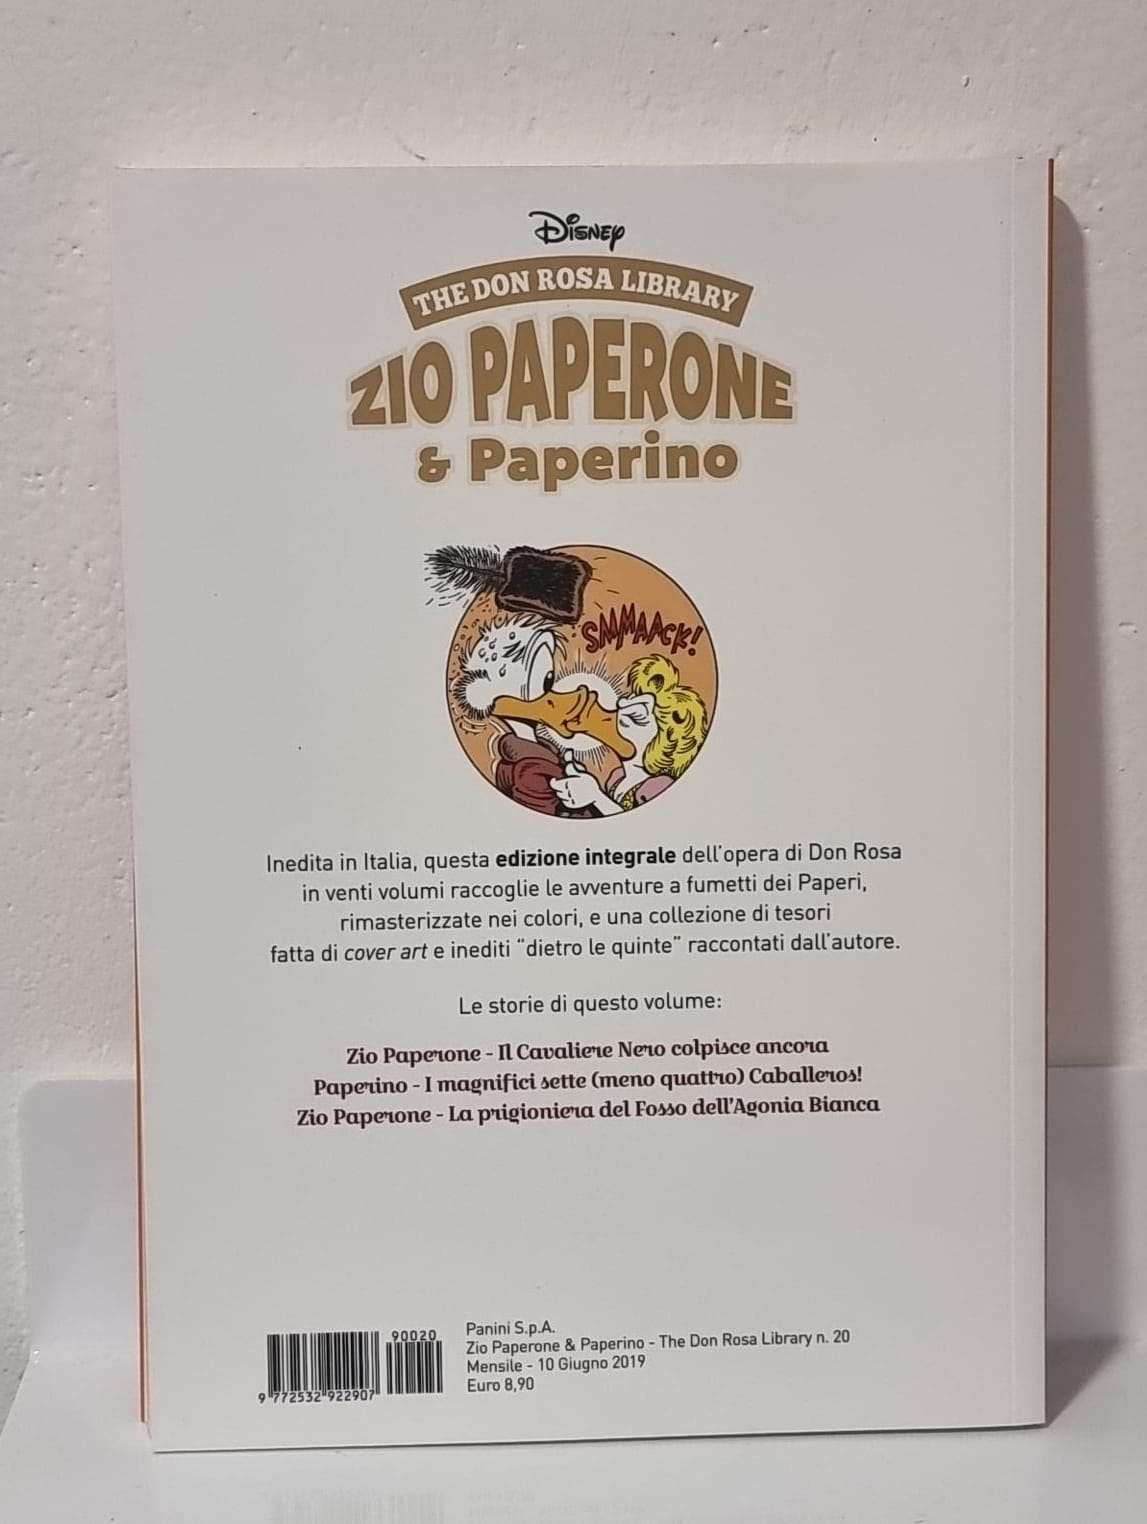 Disney
THE DON ROSA LIBRARY
ZIO PAPERONE
& Paperino
SMMAACK!
Inedita in Italia, questa edizione integrale dell'opera di Don Rosa
in venti volumi raccoglie le avventure a fumetti dei Paperi,
rimasterizzate nei colori, e una collezione di tesori
fatta di cover art e inediti "dietro le quinte" raccontati dall'autore.
Le storie di questo volume:
Zio Paperone - Il Cavaliere Nero colpisce ancora
Paperino - I magnifici sette (meno quattro) Caballeros!
Zio Paperone - La prigioniera del Fosso dell'Agonia Bianca
90020
9 772532 922907
Panini S.p.A.
Zio Paperone & Paperino - The Don Rosa Library n. 20
Mensile - 10 Giugno 2019
Euro 8,90